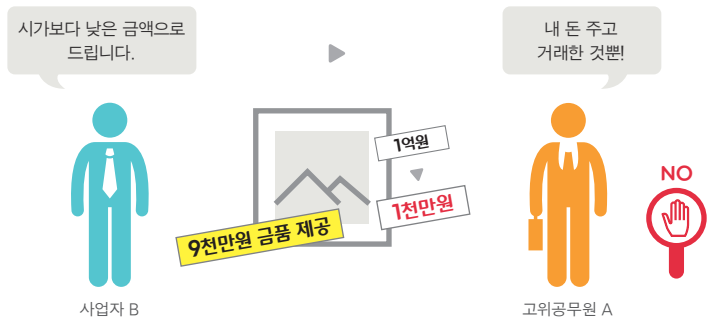 시가보다 낮은 금액으로
드립니다.
내 돈 주고
거래한 것뿐!
1억원
1천만원
9천만원 금품 제공
NO
사업자 B
고위공무원 A